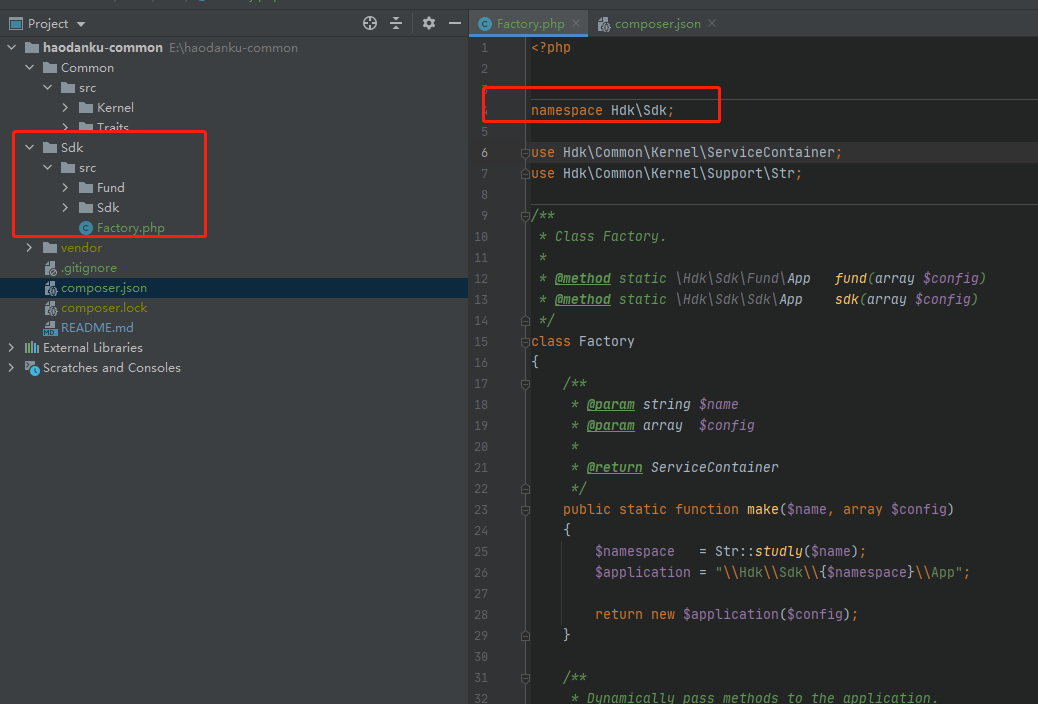 Project
haodanku-common E:\haodanku-common
Common
src
Kernel
Traits
Sdk
src
Fund
Sdk
Factory.php
vendor
.gitignore
composer.json
composer.lock
README.md
External Libraries
Scratches and Consoles
Factory.php
composer.json
1 <?php
2
namespace Hdk\Sdk;
5
6 use Hdk\Common\Kernel\ServiceContainer;
7 use Hdk\Common\Kernel\Support\Str;
8
9 /**
10 * Class Factory.
11 *
12 * @method static \Hdk\Sdk\Fund\App fund(array $config)
13 * @method static \Hdk\Sdk\Sdk\App sdk(array $config)
14 */
15 class Factory
16 {
17 /**
18 * @param string $name
19 * @param array $config
20 *
21 * @return ServiceContainer
22 */
23 public static function make($name, array $config)
24 {
25 $namespace = Str::studly($name);
26 $application = "\\Hdk\\Sdk\\{$namespace}\\App";
27
28 return new $application($config);
29 }
30
31 /**
32 * Dynamically pass methods to the application.